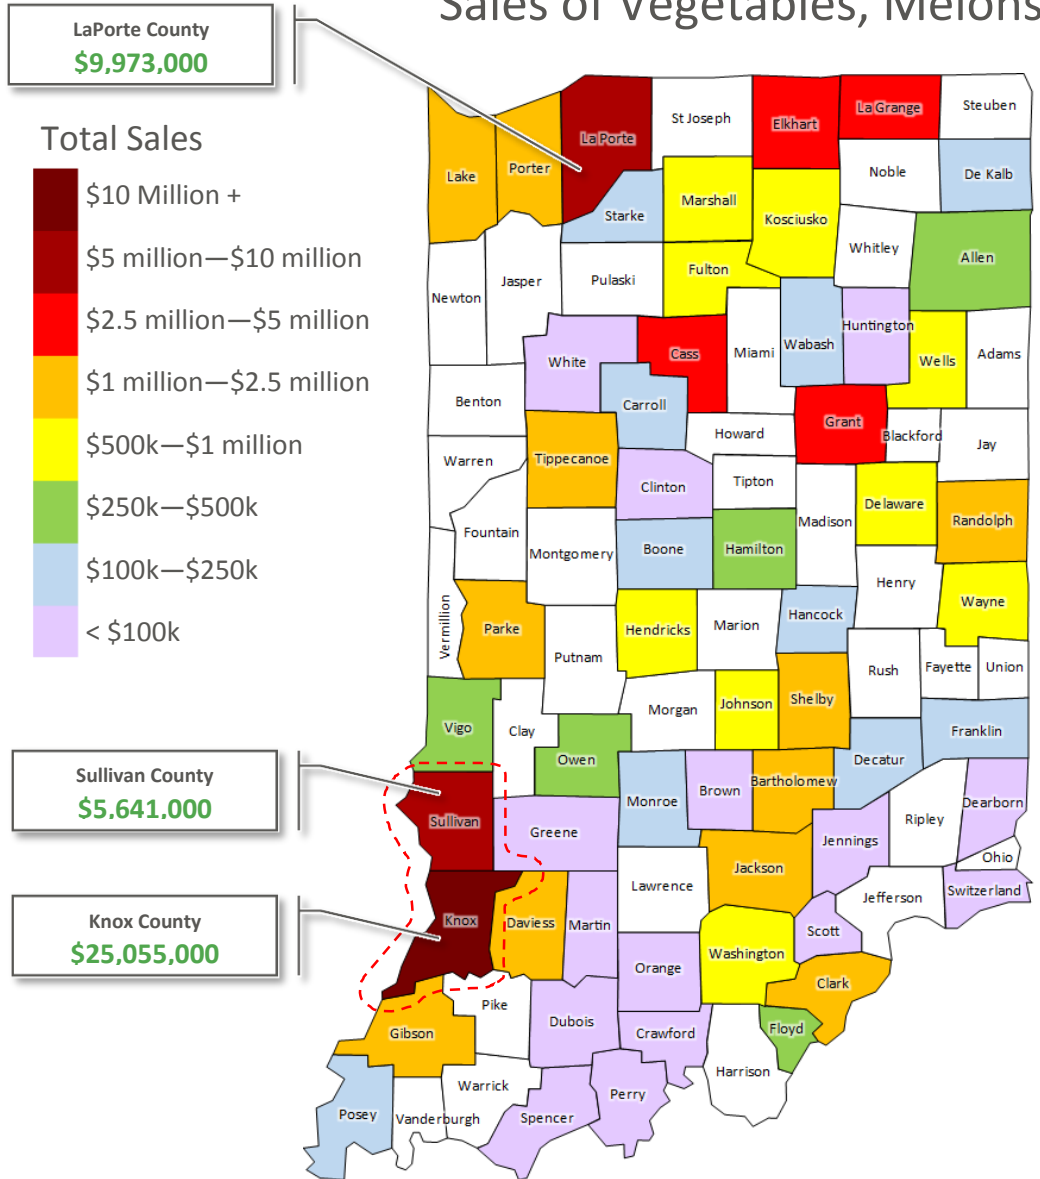 Sales of Vegetables, Melons
LaPorte County
$9,973,000
Total Sales
$10 Million +
$5 million—$10 million
$2.5 million—$5 million
$1 million—$2.5 million
$500k—$1 million
$250k—$500k
$100k—$250k
< $100k
Sullivan County
$5,641,000
Knox County
$25,055,000
Lake
Porter
La Porte
St Joseph
Elkhart
La Grange
Steuben
Noble
De Kalb
Starke
Marshall
Kosciusko
Whitley
Allen
Newton
Jasper
Pulaski
Fulton
Wabash
Huntington
Wells
Adams
White
Cass
Miami
Benton
Carroll
Howard
Grant
Blackford
Jay
Warren
Tippecanoe
Clinton
Tipton
Madison
Delaware
Randolph
Fountain
Montgomery
Boone
Hamilton
Henry
Wayne
Vermillion
Parke
Putnam
Hendricks
Marion
Hancock
Rush
Fayette
Union
Vigo
Clay
Owen
Morgan
Johnson
Shelby
Decatur
Franklin
Sullivan
Greene
Monroe
Brown
Bartholomew
Jennings
Ripley
Dearborn
Ohio
Switzerland
Jefferson
Knox
Daviess
Martin
Lawrence
Jackson
Scott
Washington
Clark
Orange
Floyd
Gibson
Pike
Dubois
Crawford
Harrison
Posey
Vanderburgh
Warrick
Spencer
Perry